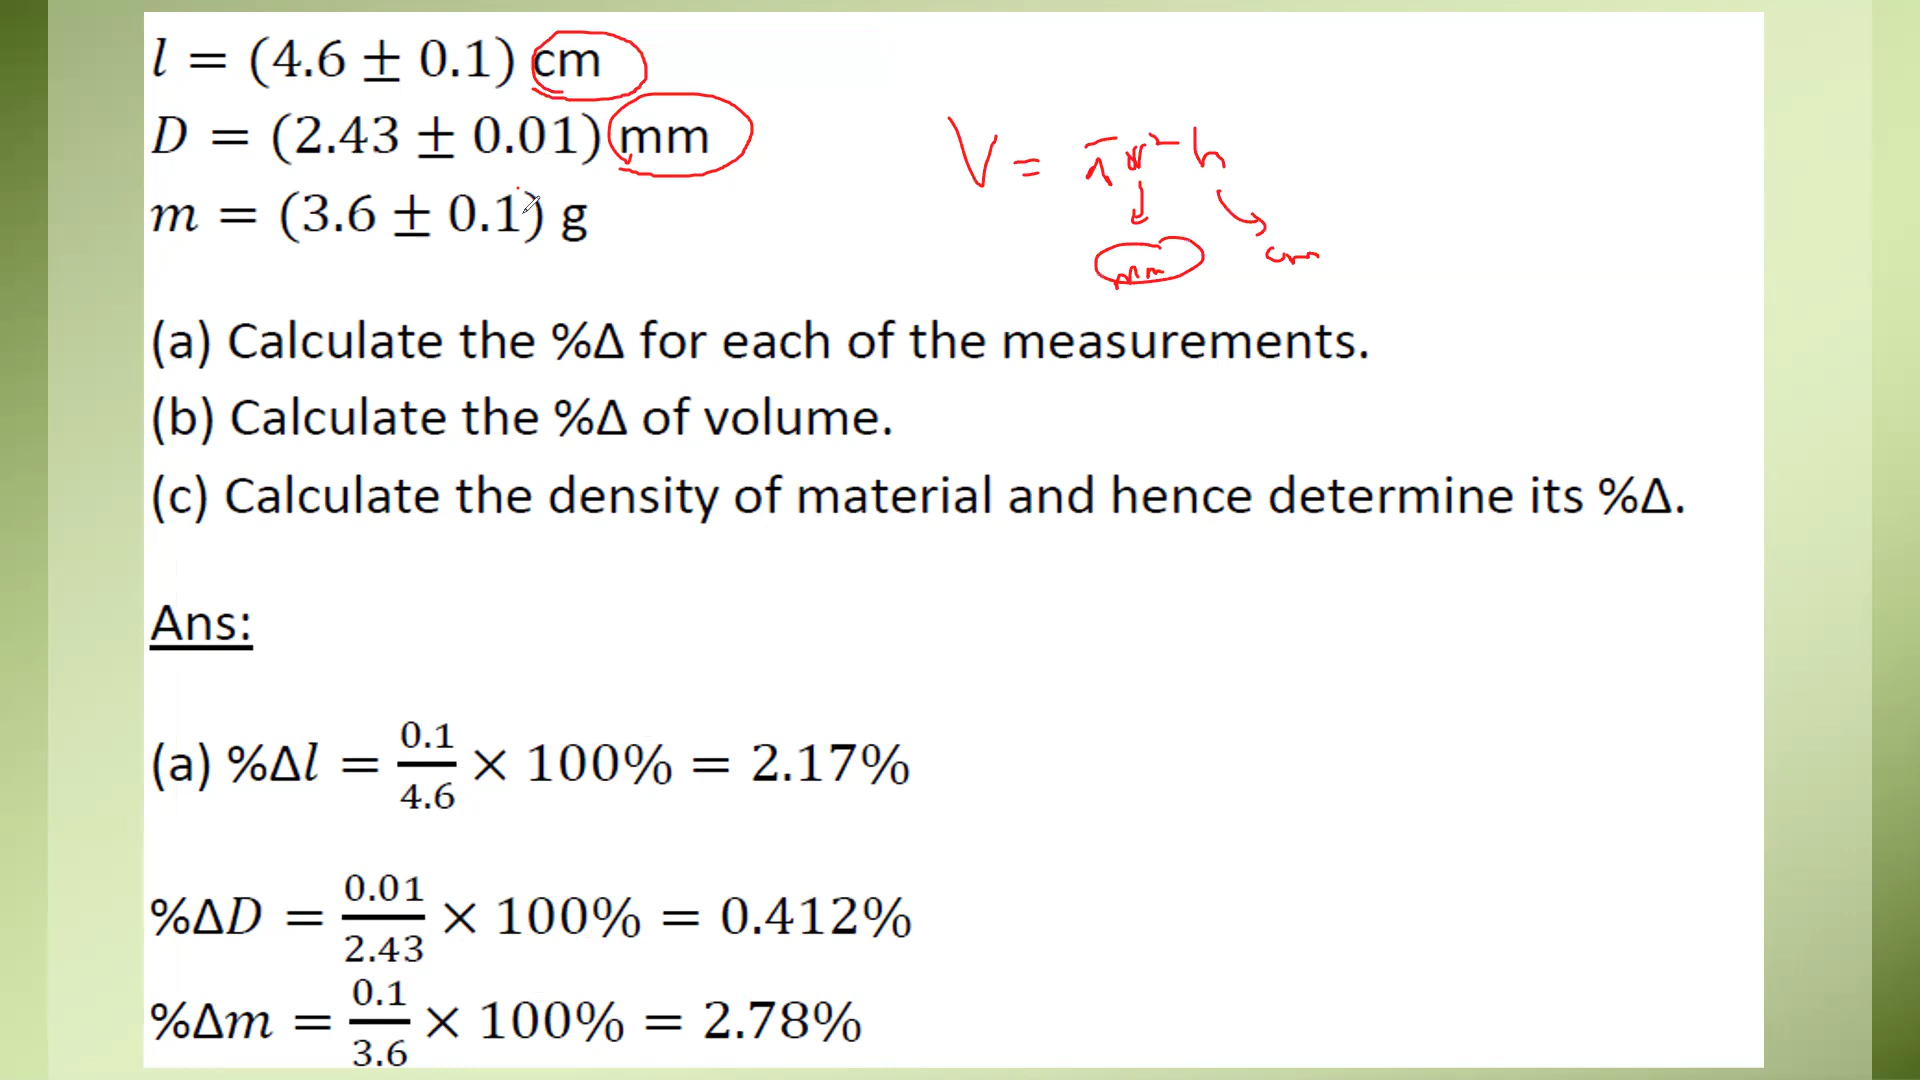 l = (4.6 ± 0.1) cm
D = (2.43 ± 0.01) mm
m = (3.6 ± 0.1) g
V = πr² h
mm
cm
(a) Calculate the %Δ for each of the measurements.
(b) Calculate the %Δ of volume.
(c) Calculate the density of material and hence determine its %Δ.
Ans:
(a) %Δl = 0.1/4.6 × 100% = 2.17%
%ΔD = 0.01/2.43 × 100% = 0.412%
%Δm = 0.1/3.6 × 100% = 2.78%